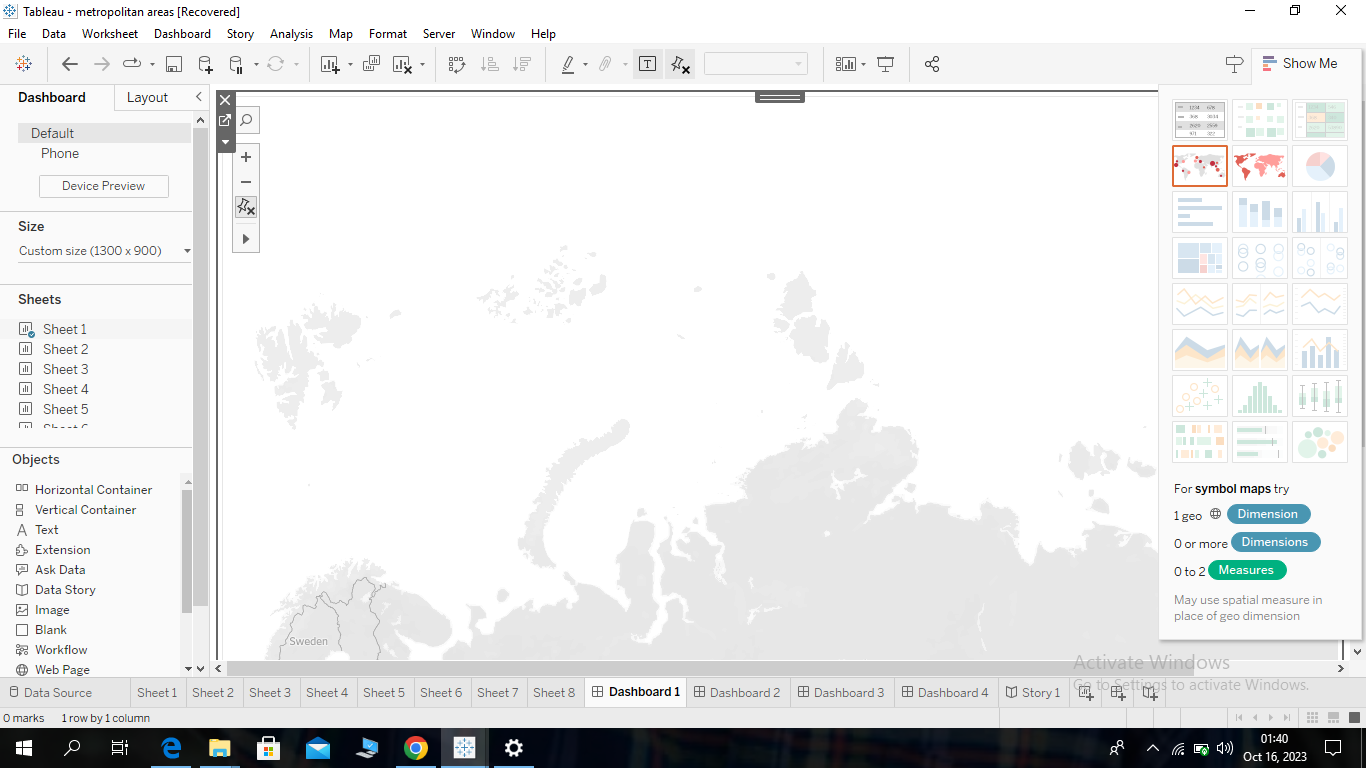 Tableau - metropolitan areas [Recovered]
File Data Worksheet Dashboard Story Analysis Map Format Server Window Help
Show Me
Dashboard Layout
Default
Phone
Device Preview
Size
Custom size (1300 x 900)
Sheets
Sheet 1
Sheet 2
Sheet 3
Sheet 4
Sheet 5
Objects
Horizontal Container
Vertical Container
Text
Extension
Ask Data
Data Story
Image
Blank
Workflow
Web Page
Sweden
For symbol maps try
1 geo Dimension
0 or more Dimensions
0 to 2 Measures
May use spatial measure in
place of geo dimension
Activate Windows
Go to Settings to activate Windows.
Data Source Sheet 1 Sheet 2 Sheet 3 Sheet 4 Sheet 5 Sheet 6 Sheet 7 Sheet 8 Dashboard 1 Dashboard 2 Dashboard 3 Dashboard 4 Story 1
0 marks 1 row by 1 column
01:40
Oct 16, 2023